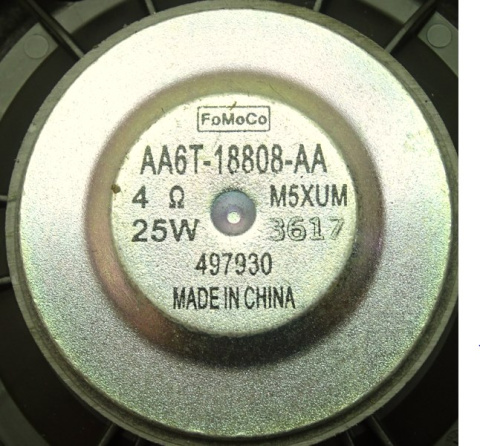 FoMoCo
AA6T-18808-AA
4 Ω M5XUM
25W 3617
497930
MADE IN CHINA